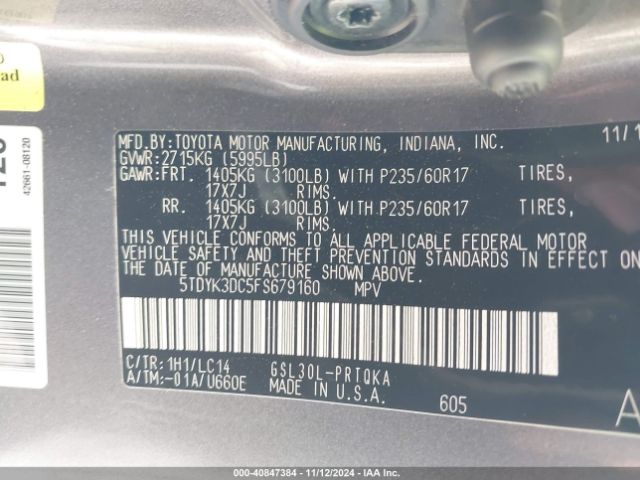 ad
42661-08120
MFD.BY:TOYOTA MOTOR MANUFACTURING, INDIANA, INC. 11/1
GVWR:2715KG (5995LB)
GAWR:FRT. 1405KG (3100LB) WITH P235/60R17 TIRES,
17X7J RIMS.
RR. 1405KG (3100LB) WITH P235/60R17 TIRES,
17X7J RIMS.
THIS VEHICLE CONFORMS TO ALL APPLICABLE FEDERAL MOTOR
VEHICLE SAFETY STANDARDS IN EFFECT ON THE
DATE OF MANUFACTURE SHOWN ABOVE.
5TDYK3DC5FS679160 MPV
C/TR:1H1/LC14 GSL30L-PRTQKA
A/TM:-01A/U660E MADE IN U.S.A. 605
A
000-40847384 - 11/12/2024 - IAA Inc.